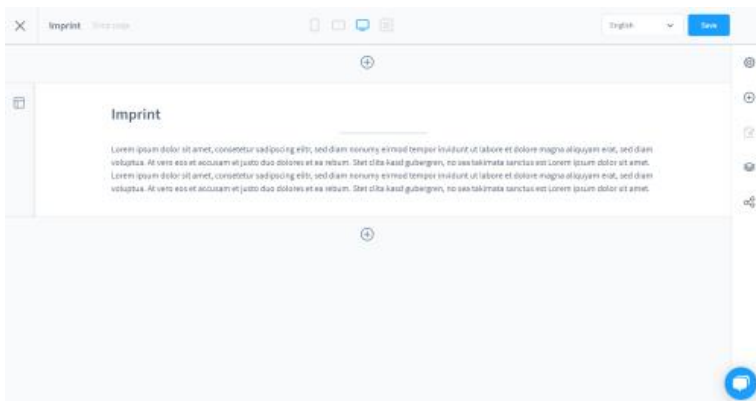 Imprint Shop page
English
Save
Imprint
Lorem ipsum dolor sit amet, consetetur sadipscing elitr, sed diam nonumy eirmod tempor invidunt ut labore et dolore magna aliquyam erat, sed diam
voluptua. At vero eos et accusam et justo duo dolores et ea rebum. Stet clita kasd gubergren, no sea takimata sanctus est Lorem ipsum dolor sit amet.
Lorem ipsum dolor sit amet, consetetur sadipscing elitr, sed diam nonumy eirmod tempor invidunt ut labore et dolore magna aliquyam erat, sed diam
voluptua. At vero eos et accusam et justo duo dolores et ea rebum. Stet clita kasd gubergren, no sea takimata sanctus est Lorem ipsum dolor sit amet.